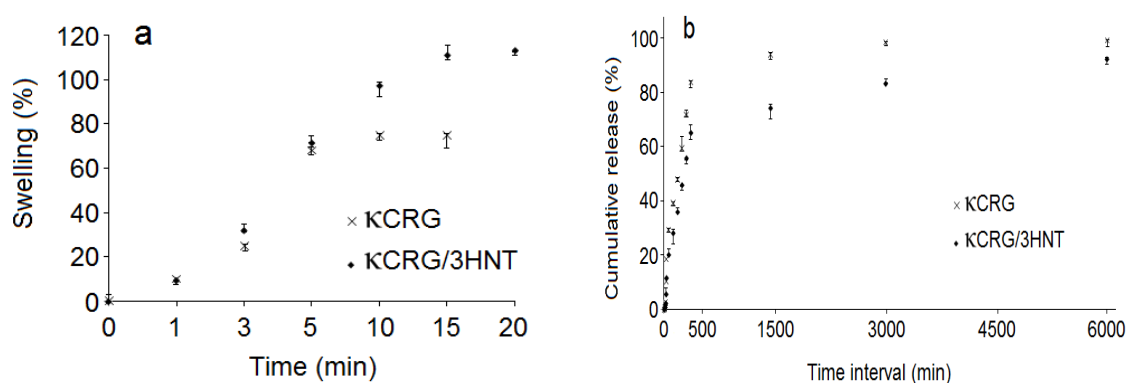 a
Swelling (%)
120
100
80
60
40
20
0
0 1 3 5 10 15 20
Time (min)
κCRG
κCRG/3HNT
b
Cumulative release (%)
100
80
60
40
20
0
0 500 1500 3000 4500 6000
Time interval (min)
κCRG
κCRG/3HNT